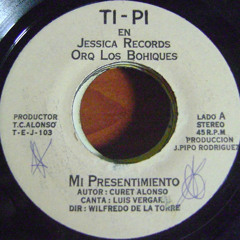 TI-PI
EN
JESSICA RECORDS
ORQ LOS BOHIQUES
PRODUCTOR
T.C.ALONSO
T-E-J-103
LADO A
STEREO
45 R.P.M.
PRODUCCION
J.PIPO RODRIGUEZ
MI PRESENTIMIENTO
AUTOR: CURET ALONSO
CANTA: LUIS VERGARA
DIR: WILFREDO DE LA TORRE